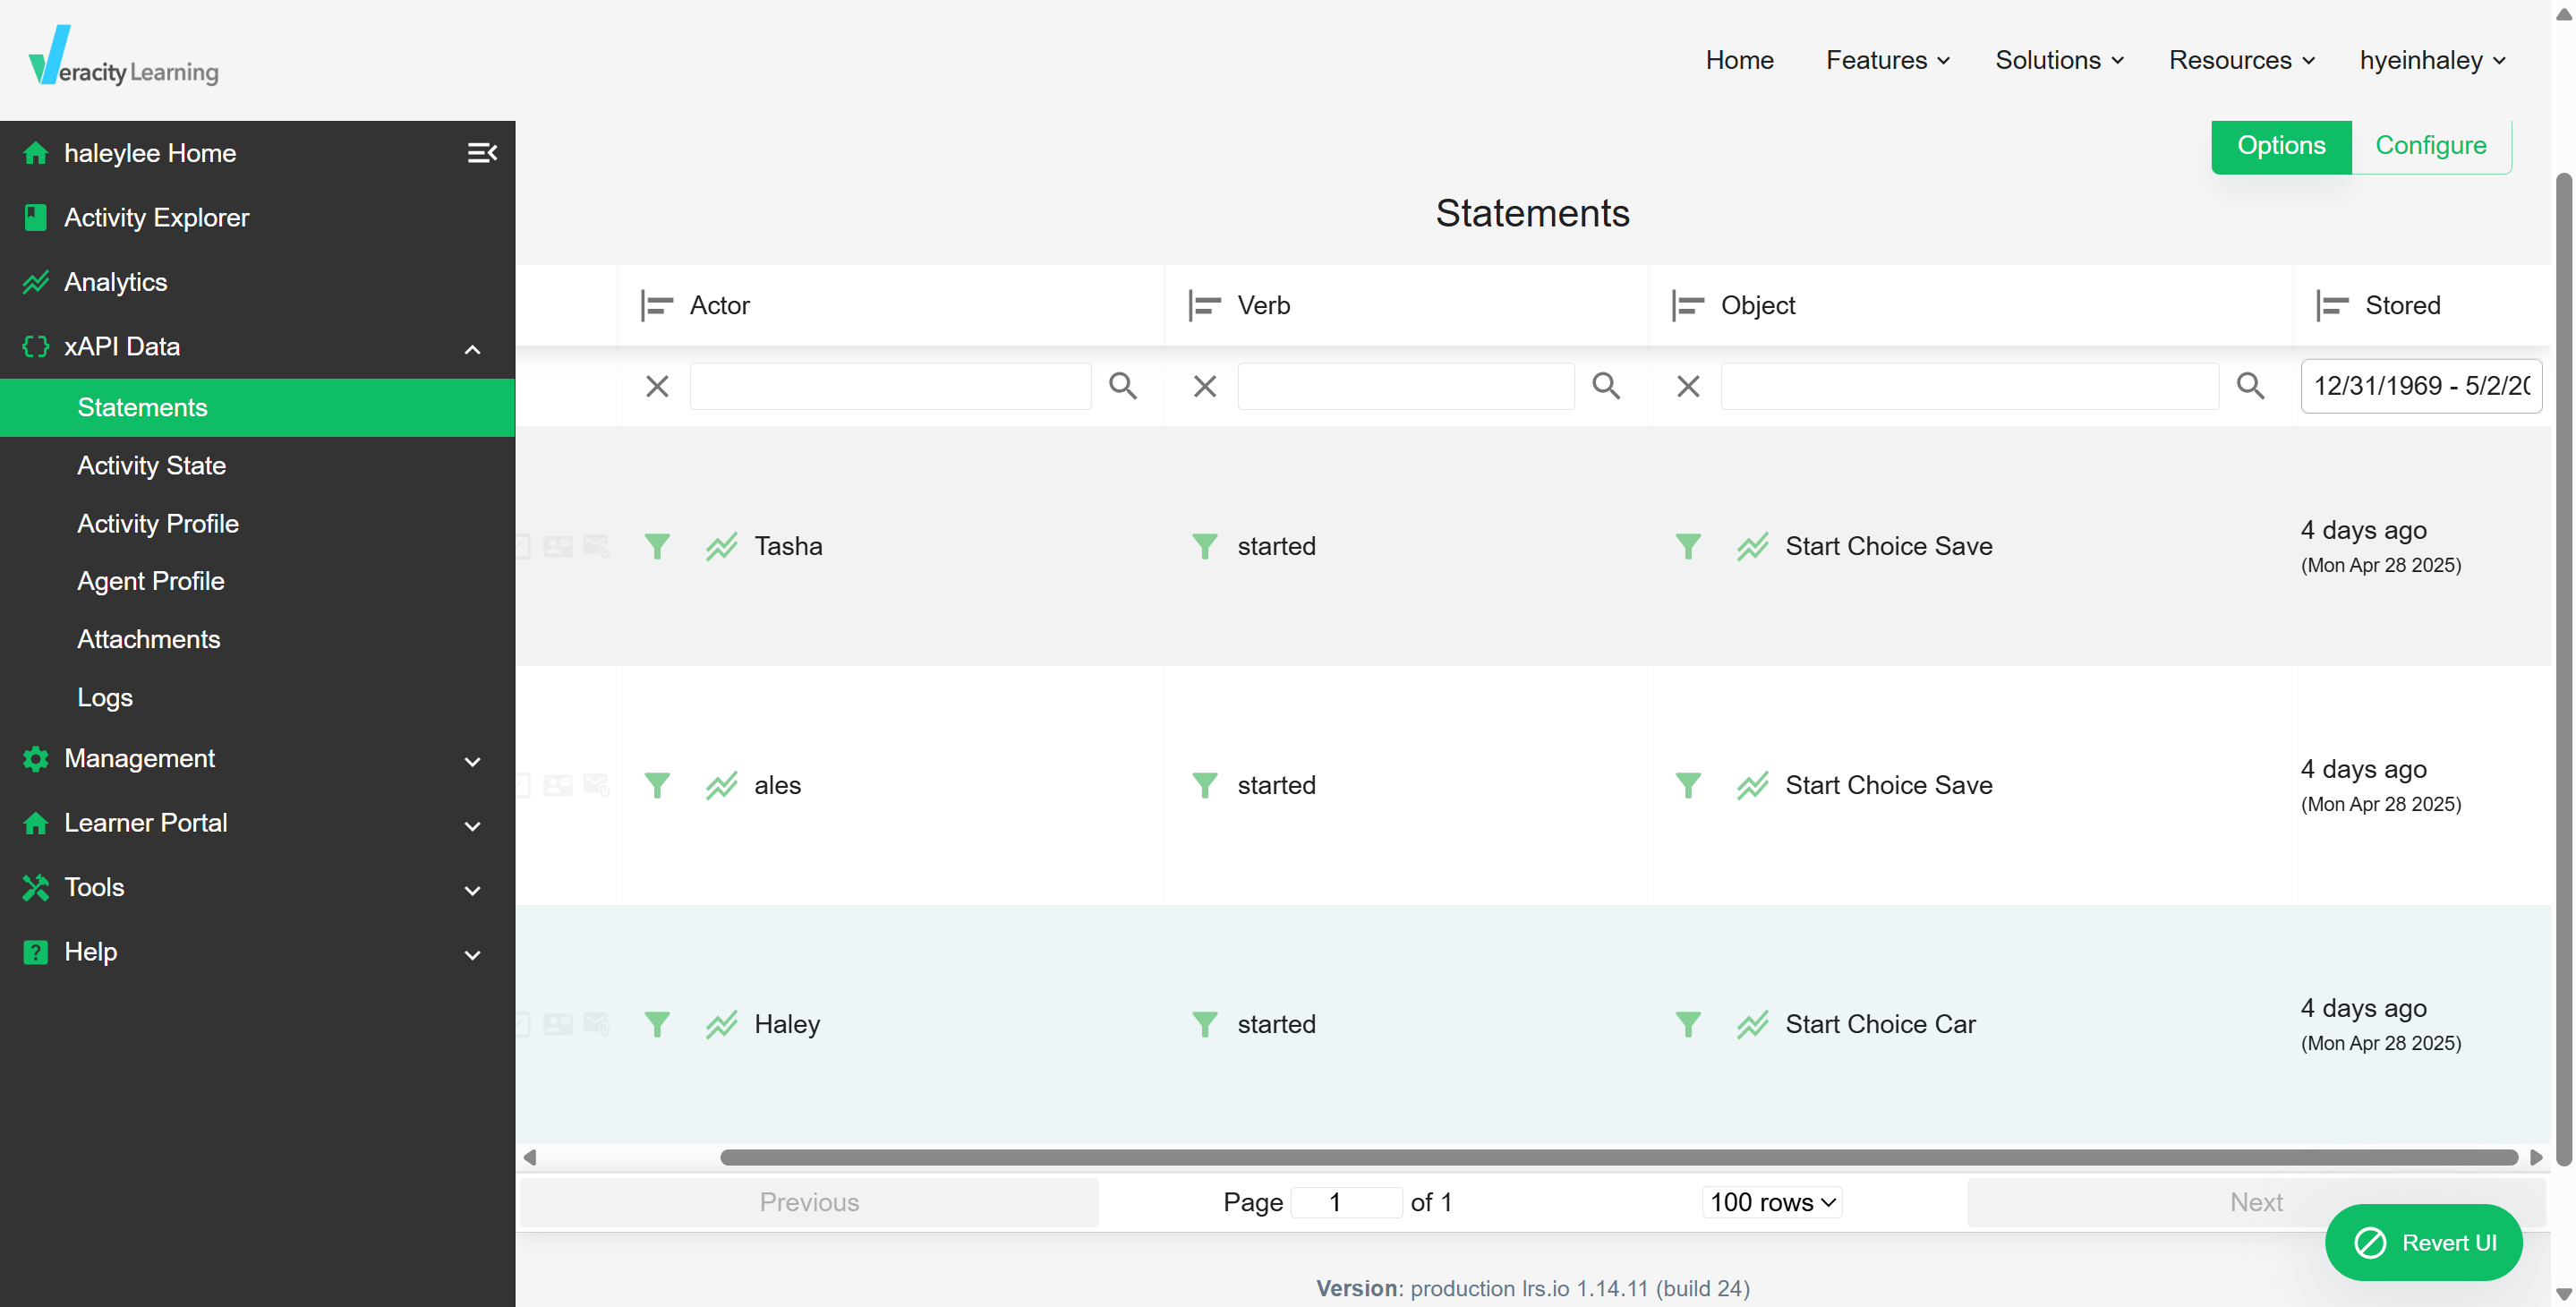 Veracity Learning
Home Features Solutions Resources hyeinhaley
haleylee Home
Activity Explorer
Analytics
xAPI Data
Statements
Activity State
Activity Profile
Agent Profile
Attachments
Logs
Management
Learner Portal
Tools
Help
Options Configure
Statements
Actor Verb Object Stored
12/31/1969 - 5/2/20
Tasha started Start Choice Save 4 days ago
(Mon Apr 28 2025)
ales started Start Choice Save 4 days ago
(Mon Apr 28 2025)
Haley started Start Choice Car 4 days ago
(Mon Apr 28 2025)
Previous Page 1 of 1 100 rows Next
Revert UI
Version: production lrs.io 1.14.11 (build 24)